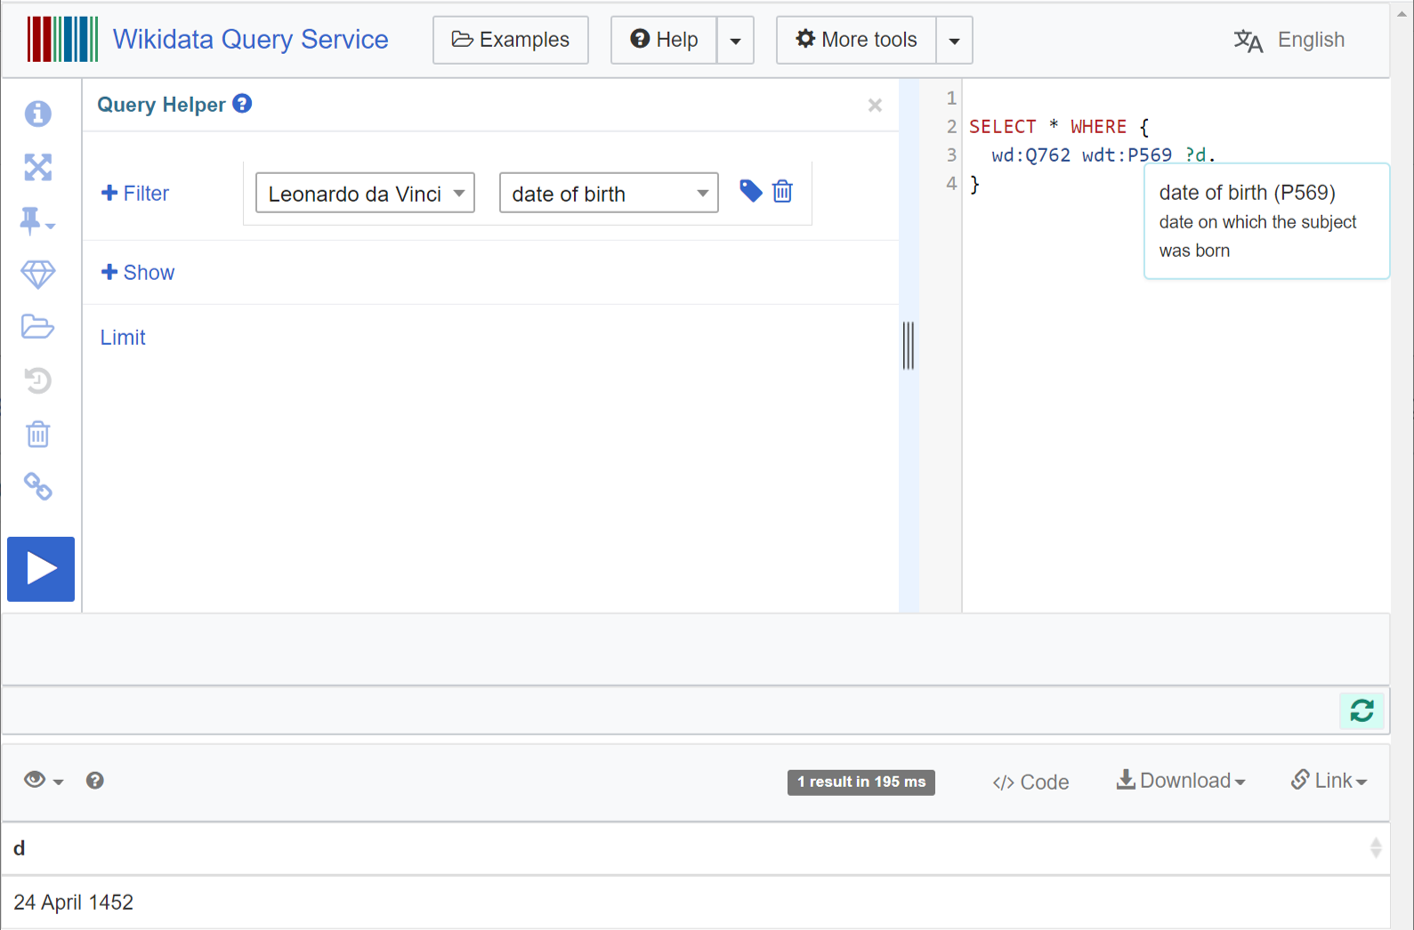 Wikidata Query Service
Examples
Help
More tools
English
Query Helper
Filter
Leonardo da Vinci
date of birth
Show
Limit
1
2 SELECT * WHERE {
3 wd:Q762 wdt:P569 ?d.
4 }
date of birth (P569)
date on which the subject
was born
1 result in 195 ms
</> Code
Download
Link
d
24 April 1452